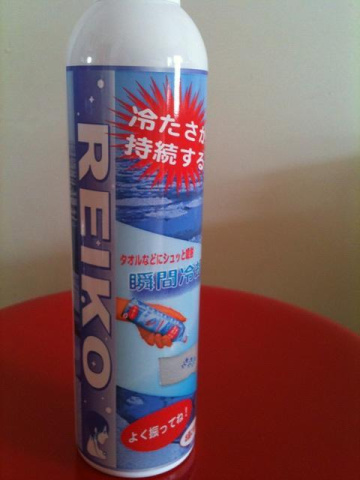 REIKO
冷たさが
持続する
タオルなどにシュッと噴射
瞬間冷
よく振ってね!